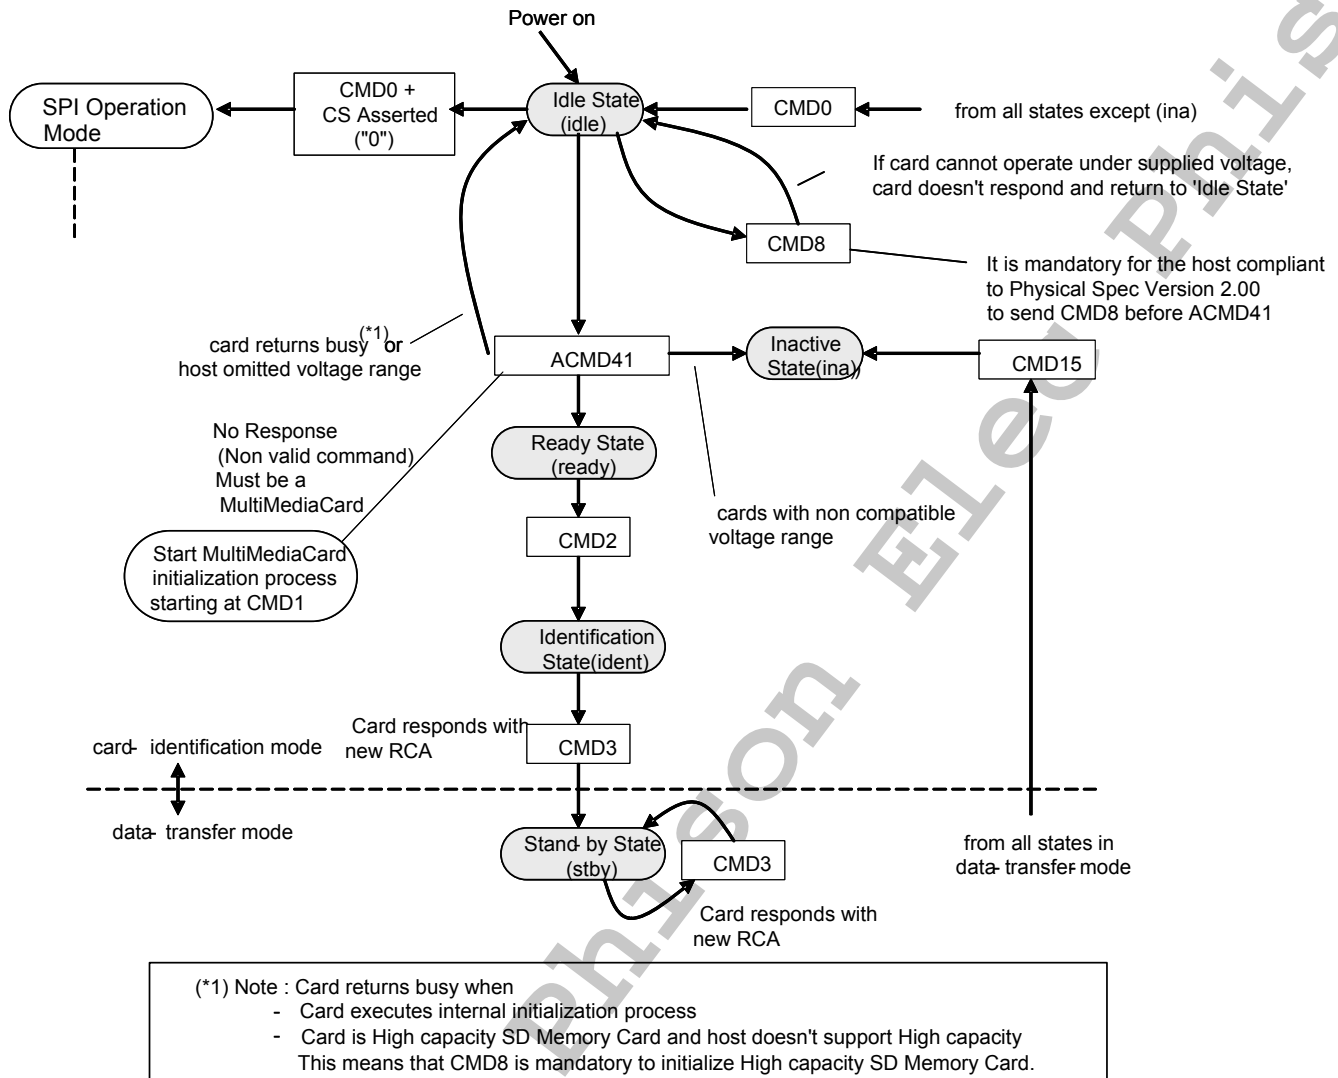 Power on
SPI Operation
Mode
CMD0 +
CS Asserted
("0")
Idle State
(idle)
CMD0
from all states except (ina)
If card cannot operate under supplied voltage,
card doesn't respond and return to 'Idle State'
CMD8
It is mandatory for the host compliant
to Physical Spec Version 2.00
to send CMD8 before ACMD41
card returns busy (*1) or
host omitted voltage range
ACMD41
Inactive
State(ina))
CMD15
No Response
(Non valid command)
Must be a
MultiMediaCard
Ready State
(ready)
cards with non compatible
voltage range
CMD2
Start MultiMediaCard
initialization process
starting at CMD1
Identification
State(ident)
Card responds with
new RCA
CMD3
card- identification mode
data- transfer mode
Stand- by State
(stby)
CMD3
from all states in
data- transfer-mode
Card responds with
new RCA
(*1) Note : Card returns busy when
- Card executes internal initialization process
- Card is High capacity SD Memory Card and host doesn't support High capacity
This means that CMD8 is mandatory to initialize High capacity SD Memory Card.
Phison Elec Phis